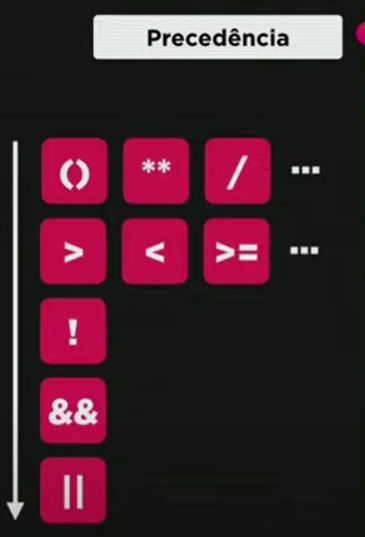 Precedência
() ** / ...
> < >= ...
!
&&
||